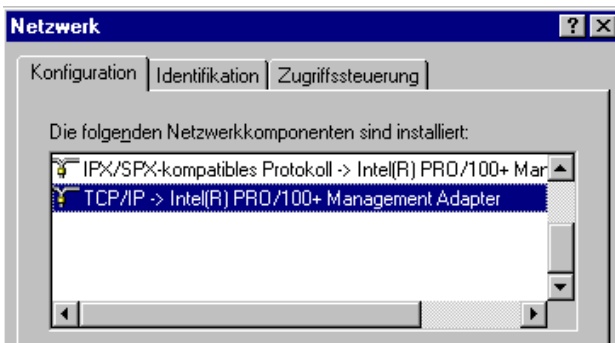 Netzwerk
Konfiguration Identifikation Zugriffssteuerung
Die folgenden Netzwerkkomponenten sind installiert:
IPX/SPX-kompatibles Protokoll -> Intel(R) PRO/100+ Mar
TCP/IP -> Intel(R) PRO/100+ Management Adapter